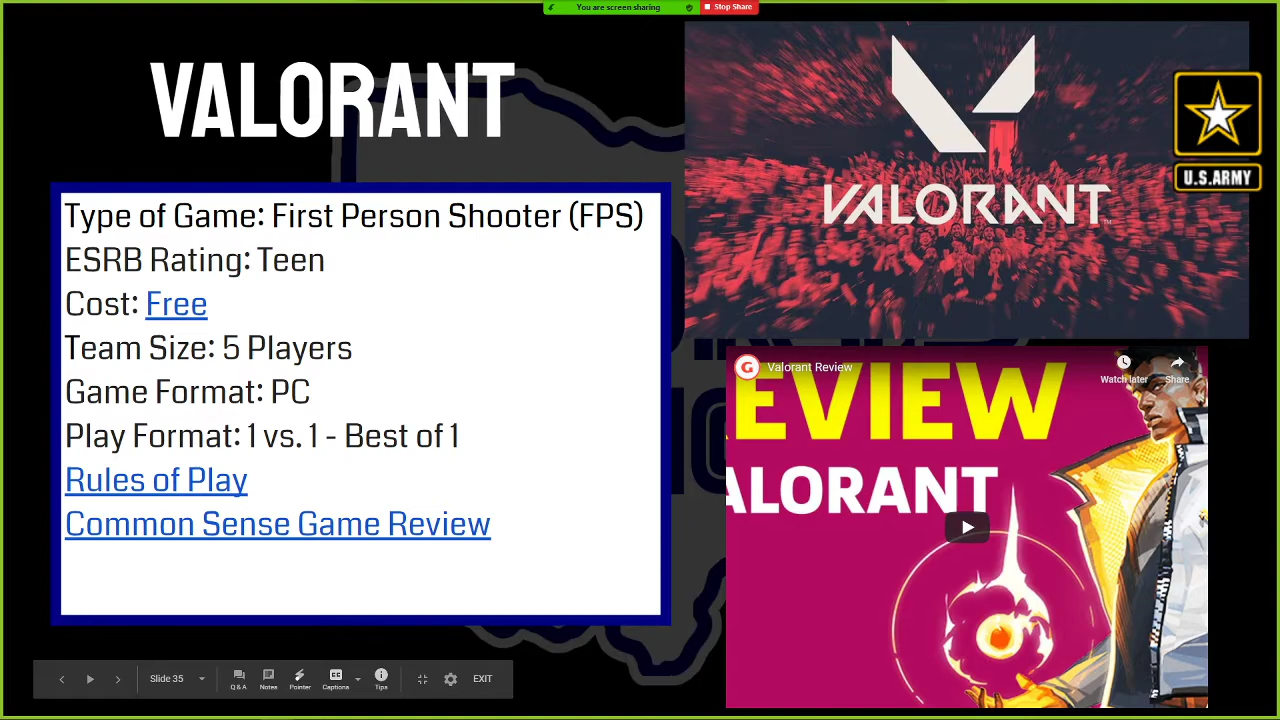 You are screen sharing
Stop Share
VALORANT
Type of Game: First Person Shooter (FPS)
ESRB Rating: Teen
Cost: Free
Team Size: 5 Players
Game Format: PC
Play Format: 1 vs. 1 - Best of 1
Rules of Play
Common Sense Game Review
VALORANT
U.S.ARMY
G
Valorant Review
Watch later
Share
EVIEW
ALORANT
Slide 35
Q & A
Notes
Pointer
Captions
Tips
EXIT